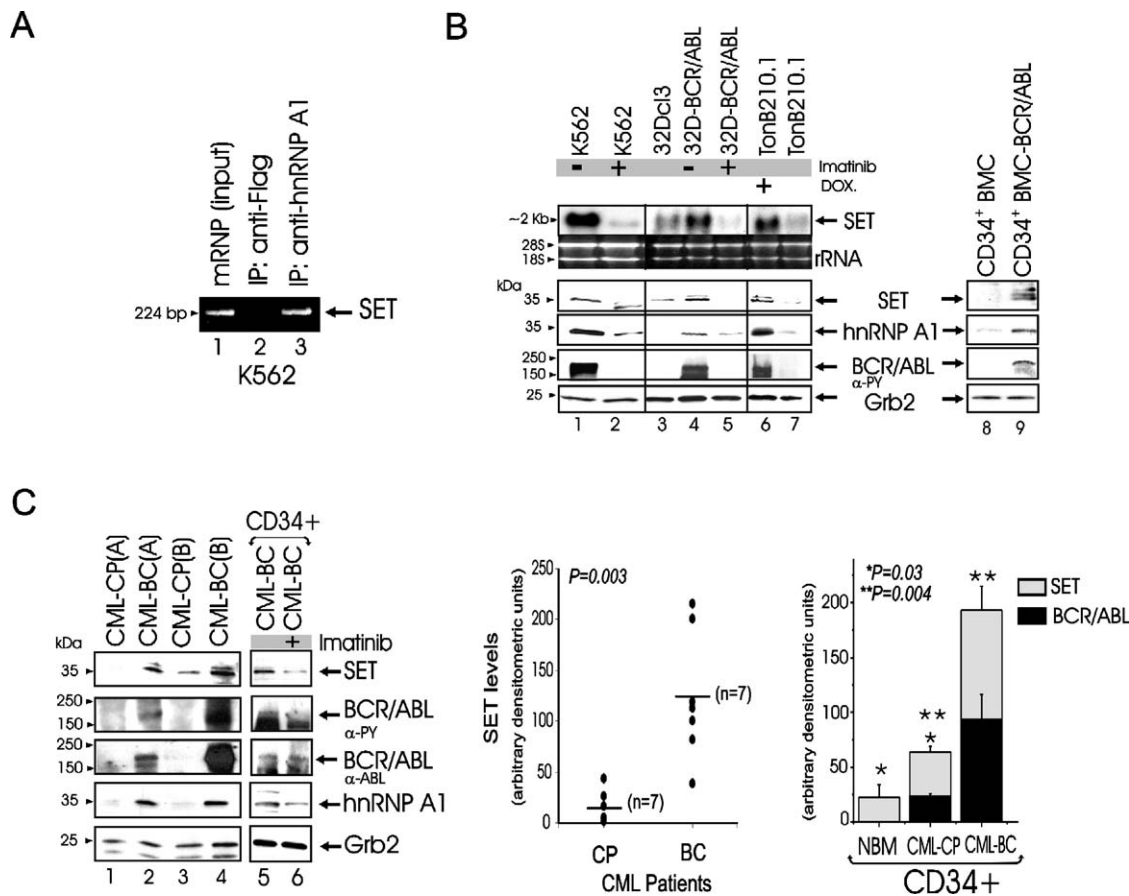 A
mRNP (input)
IP: anti-Flag
IP: anti-hnRNP A1
224 bp
SET
1 2 3
K562
B
K562
K562
32Dcl3
32D-BCR/ABL
32D-BCR/ABL
TonB210.1
TonB210.1
- + - + Imatinib
+ DOX.
~2 Kb
SET
28S
18S
rRNA
kDa
35
SET
35
hnRNP A1
250
150
BCR/ABL
α-PY
25
Grb2
1 2 3 4 5 6 7
CD34+ BMC
CD34+ BMC-BCR/ABL
8 9
C
CML-CP(A)
CML-BC(A)
CML-CP(B)
CML-BC(B)
CD34+
CML-BC
CML-BC
+ Imatinib
kDa
35
SET
250
150
BCR/ABL
α-PY
250
150
BCR/ABL
α-ABL
35
hnRNP A1
25
Grb2
1 2 3 4 5 6
SET levels
(arbitrary densitometric units)
250
200
150
100
50
0
P=0.003
(n=7)
(n=7)
CP BC
CML Patients
(arbitrary densitometric units)
250
200
150
100
50
0
*P=0.03
**P=0.004
*
**
*
**
SET
BCR/ABL
NBM CML-CP CML-BC
CD34+